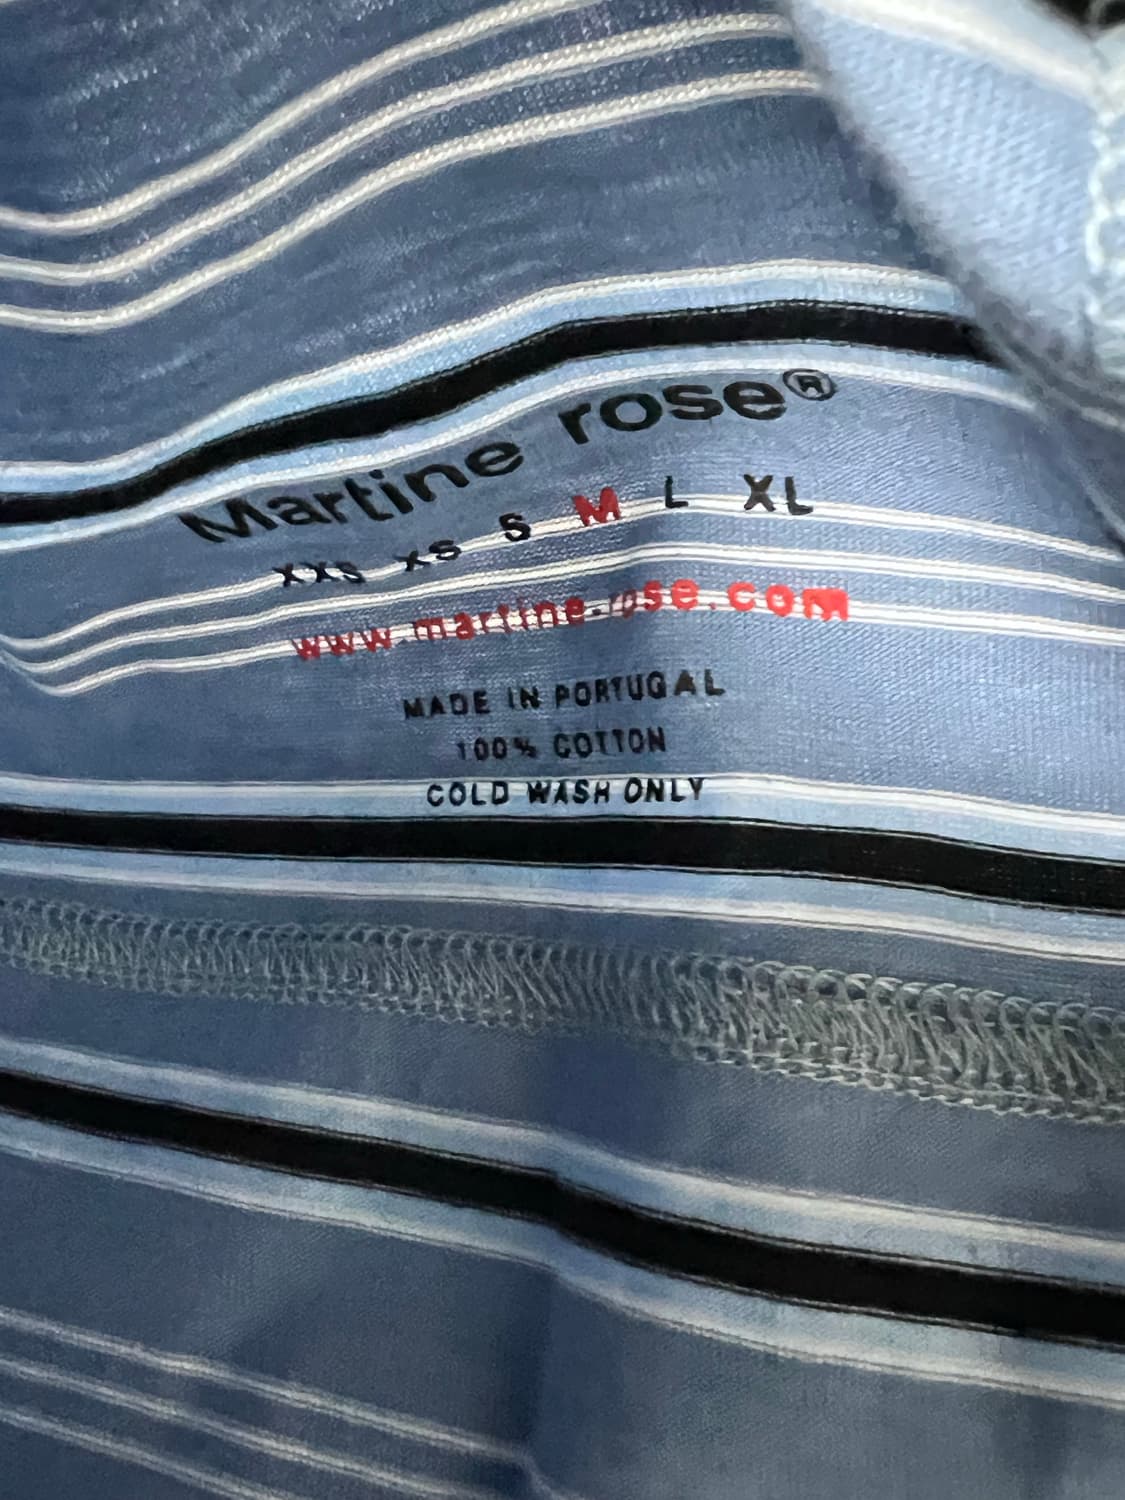 Martine rose®
XXS XS S M L XL
www.martine-rose.com
MADE IN PORTUGAL
100% COTTON
COLD WASH ONLY